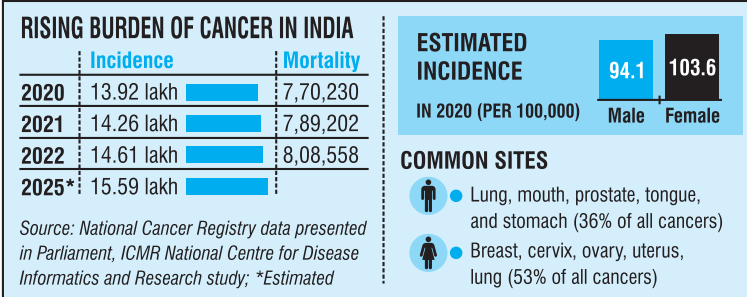 RISING BURDEN OF CANCER IN INDIA
Incidence Mortality
2020 13.92 lakh 7,70,230
2021 14.26 lakh 7,89,202
2022 14.61 lakh 8,08,558
2025* 15.59 lakh
Source: National Cancer Registry data presented
in Parliament, ICMR National Centre for Disease
Informatics and Research study; *Estimated
ESTIMATED
INCIDENCE
IN 2020 (PER 100,000)
94.1 103.6
Male Female
COMMON SITES
Lung, mouth, prostate, tongue,
and stomach (36% of all cancers)
Breast, cervix, ovary, uterus,
lung (53% of all cancers)